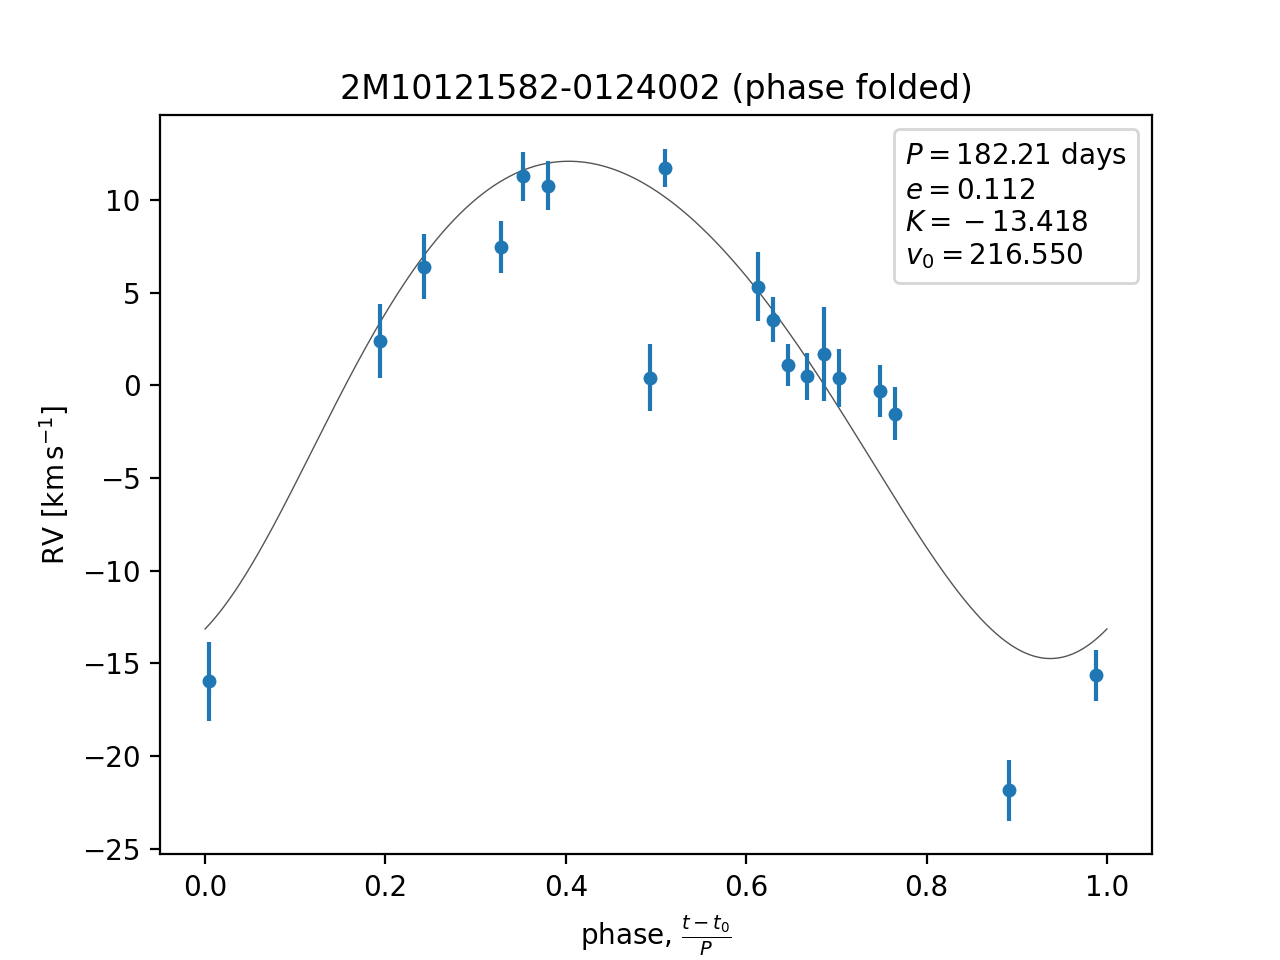 2M10121582-0124002 (phase folded)
P = 182.21 days
e = 0.112
K = −13.418
v₀ = 216.550
RV [km s⁻¹]
10
5
0
−5
−10
−15
−20
−25
0.0 0.2 0.4 0.6 0.8 1.0
phase, (t − t₀)/P